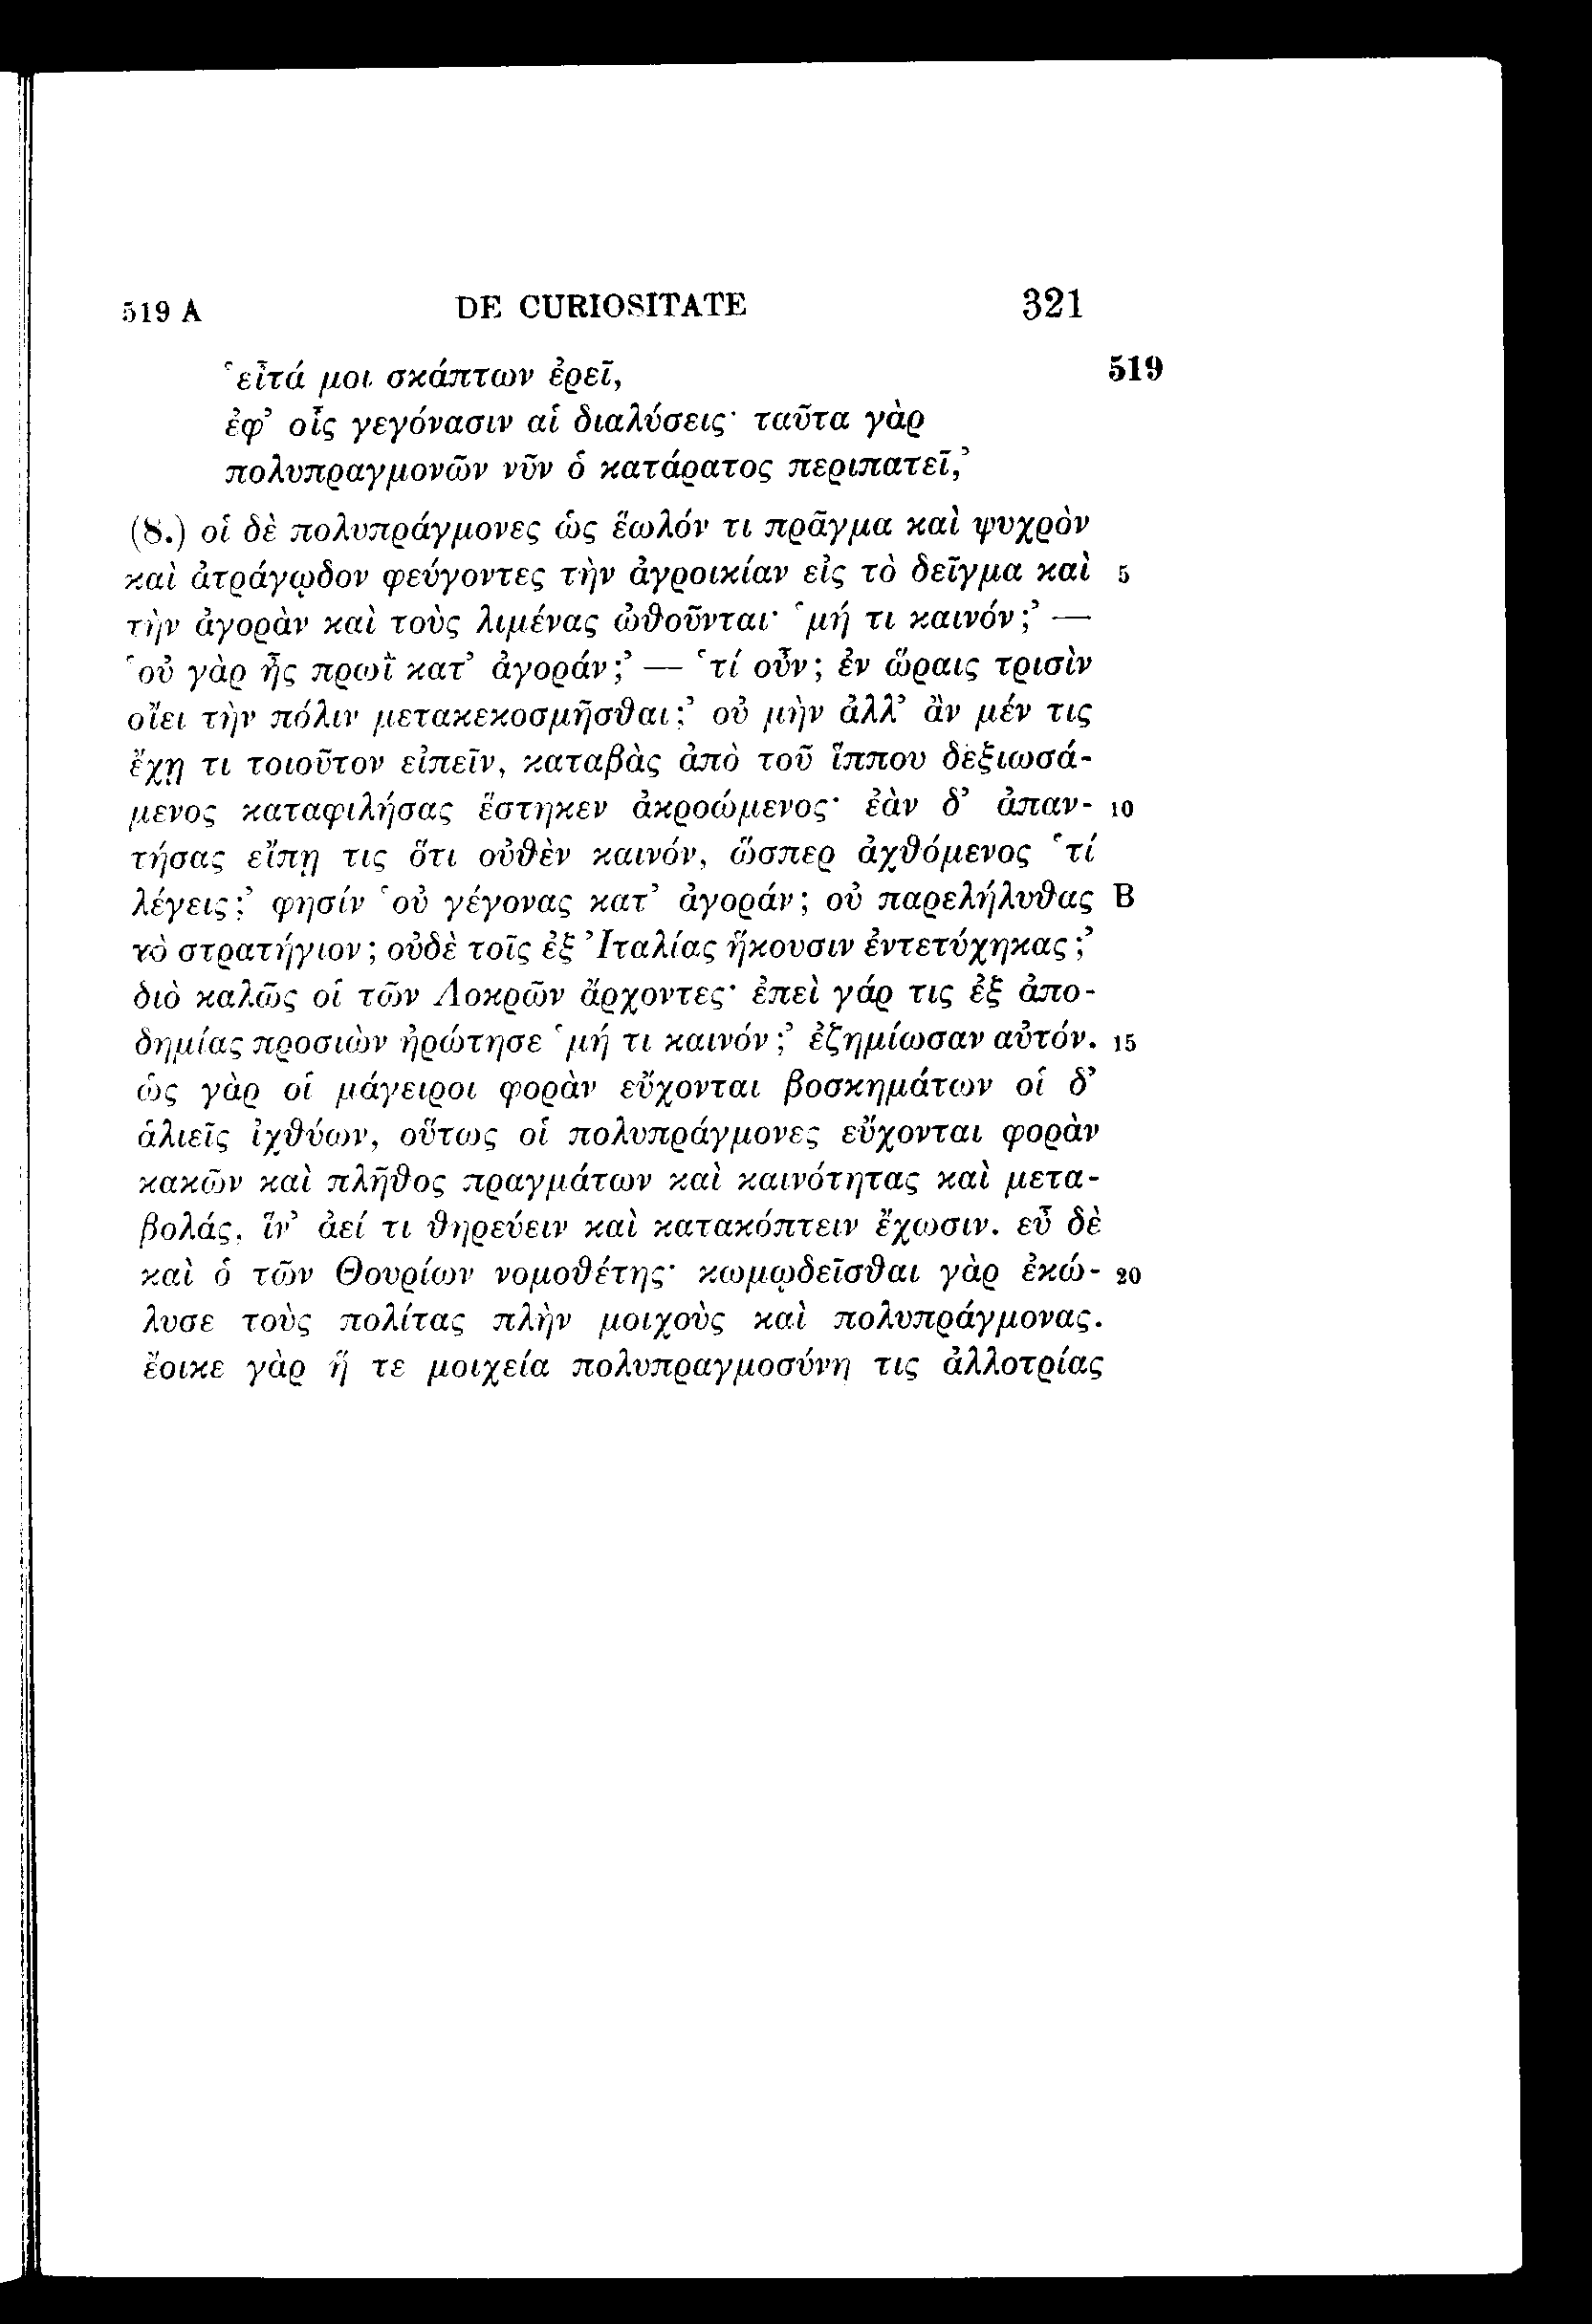 519 A DE CURIOSITATE 321
‘εἶτά μοι σκάπτων ἐρεῖ, 519
ἐφ’ οἷς γεγόνασιν αἱ διαλύσεις· ταῦτα γὰρ
πολυπραγμονῶν νῦν ὁ κατάρατος περιπατεῖ,’
(8.) οἱ δὲ πολυπράγμονες ὡς ἕωλόν τι πρᾶγμα καὶ ψυχρὸν
καὶ ἀτράγῳδον φεύγοντες τὴν ἀγροικίαν εἰς τὸ δεῖγμα καὶ 5
τὴν ἀγορὰν καὶ τοὺς λιμένας ὠθοῦνται· ‘μή τι καινόν;’ —
‘οὐ γὰρ ἦς πρωῒ κατ’ ἀγοράν;’ — ‘τί οὖν; ἐν ὥραις τρισὶν
οἴει τὴν πόλιν μετακεκοσμῆσθαι;’ οὐ μὴν ἀλλ’ ἂν μέν τις
ἔχῃ τι τοιοῦτον εἰπεῖν, καταβὰς ἀπὸ τοῦ ἵππου δεξιωσά-
μενος καταφιλήσας ἕστηκεν ἀκροώμενος· ἐὰν δ’ ἀπαν- 10
τήσας εἴπῃ τις ὅτι οὐθὲν καινόν, ὥσπερ ἀχθόμενος ‘τί
λέγεις;’ φησίν ‘οὐ γέγονας κατ’ ἀγοράν; οὐ παρελήλυθας B
τὸ στρατήγιον; οὐδὲ τοῖς ἐξ Ἰταλίας ἥκουσιν ἐντετύχηκας;’
διὸ καλῶς οἱ τῶν Λοκρῶν ἄρχοντες· ἐπεὶ γάρ τις ἐξ ἀπο-
δημίας προσιὼν ἠρώτησε ‘μή τι καινόν;’ ἐζημίωσαν αὐτόν. 15
ὡς γὰρ οἱ μάγειροι φορὰν εὔχονται βοσκημάτων οἱ δ’
ἁλιεῖς ἰχθύων, οὕτως οἱ πολυπράγμονες εὔχονται φορὰν
κακῶν καὶ πλῆθος πραγμάτων καὶ καινότητας καὶ μετα-
βολάς, ἵν’ ἀεί τι θηρεύειν καὶ κατακόπτειν ἔχωσιν. εὖ δὲ
καὶ ὁ τῶν Θουρίων νομοθέτης· κωμῳδεῖσθαι γὰρ ἐκώ- 20
λυσε τοὺς πολίτας πλὴν μοιχοὺς καὶ πολυπράγμονας.
ἔοικε γὰρ ἥ τε μοιχεία πολυπραγμοσύνη τις ἀλλοτρίας